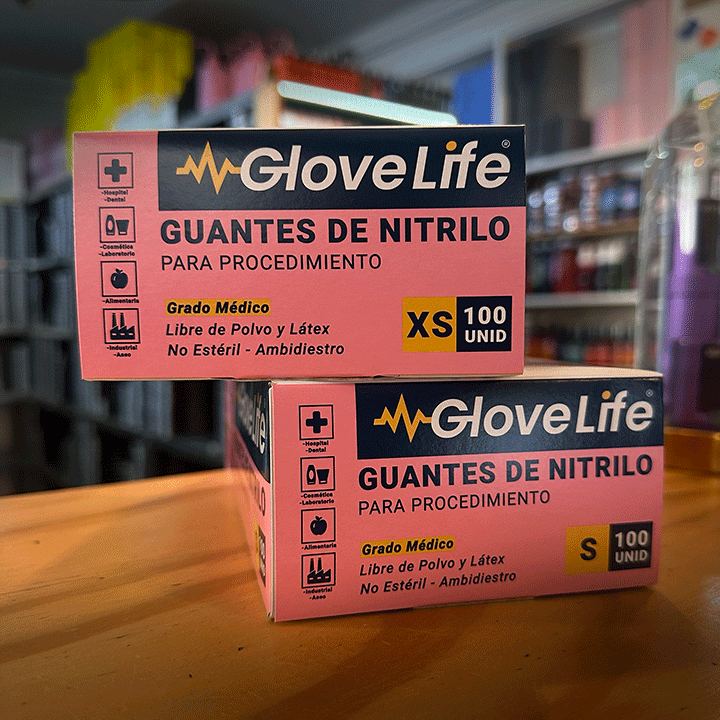 GloveLife®
GUANTES DE NITRILO
PARA PROCEDIMIENTO
Grado Médico
Libre de Polvo y Látex
No Estéril - Ambidiestro
XS
100
UNID
-Hospital
-Dental
-Cosmética
-Laboratorio
-Alimentaria
-Industrial
-Aseo
GloveLife®
GUANTES DE NITRILO
PARA PROCEDIMIENTO
Grado Médico
Libre de Polvo y Látex
No Estéril - Ambidiestro
S
100
UNID
-Hospital
-Dental
-Cosmética
-Laboratorio
-Alimentaria
-Industrial
-Aseo